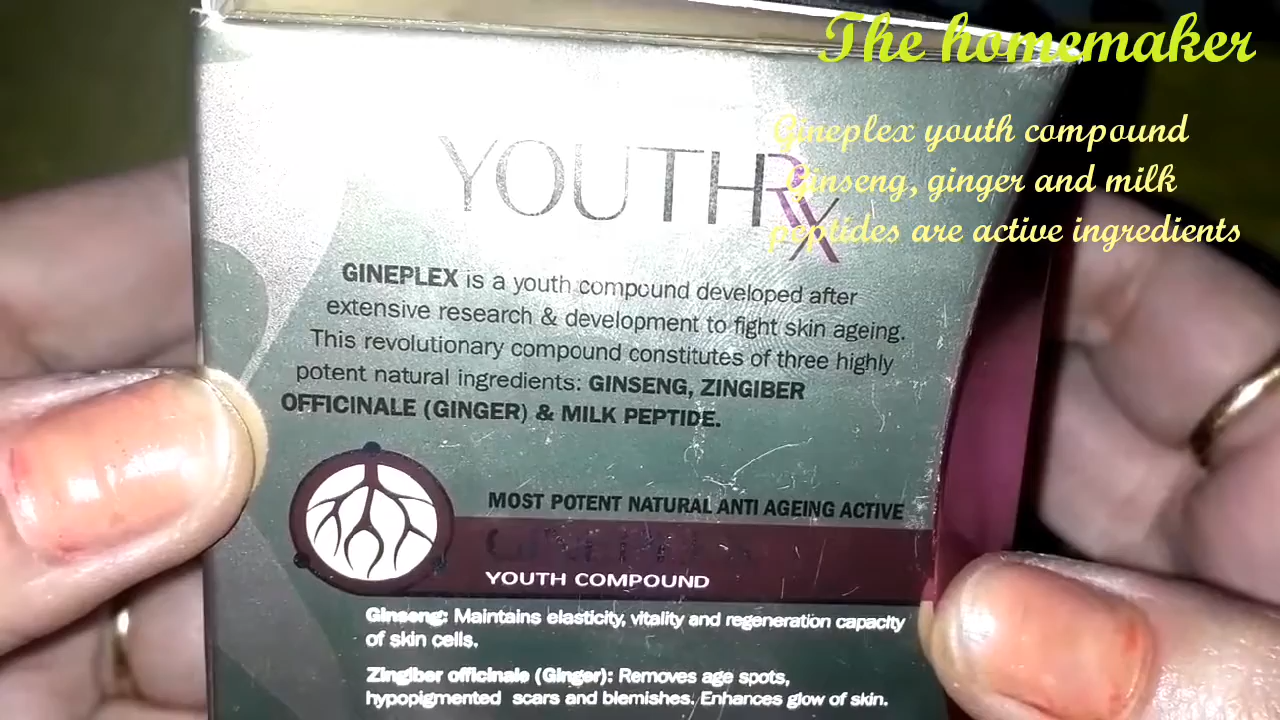 The homemaker
Gineplex youth compound
Ginseng, ginger and milk
peptides are active ingredients
YOUTHRX
GINEPLEX is a youth compound developed after
extensive research & development to fight skin ageing.
This revolutionary compound constitutes of three highly
potent natural ingredients: GINSENG, ZINGIBER
OFFICINALE (GINGER) & MILK PEPTIDE.
MOST POTENT NATURAL ANTI AGEING ACTIVE
GINEPLEX
YOUTH COMPOUND
Ginseng: Maintains elasticity, vitality and regeneration capacity
of skin cells.
Zingiber officinale (Ginger): Removes age spots,
hypopigmented scars and blemishes. Enhances glow of skin.